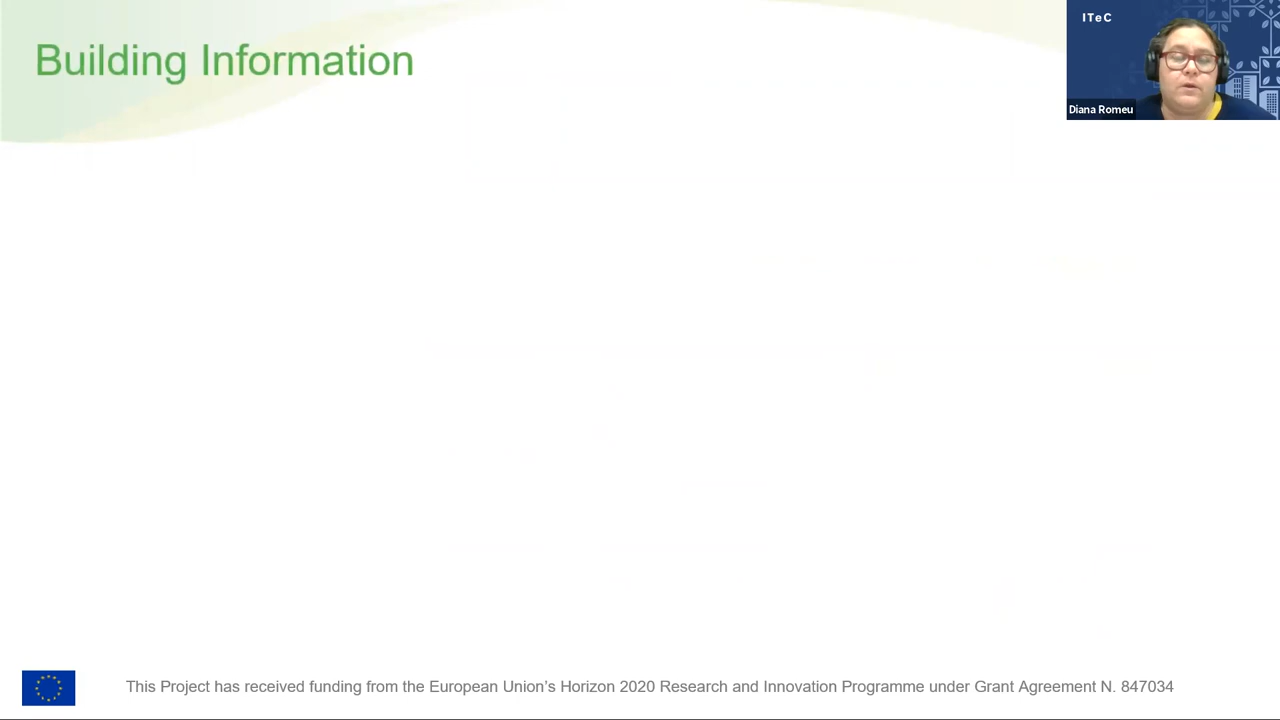 Building Information
ITeC
Diana Romeu
This Project has received funding from the European Union’s Horizon 2020 Research and Innovation Programme under Grant Agreement N. 847034